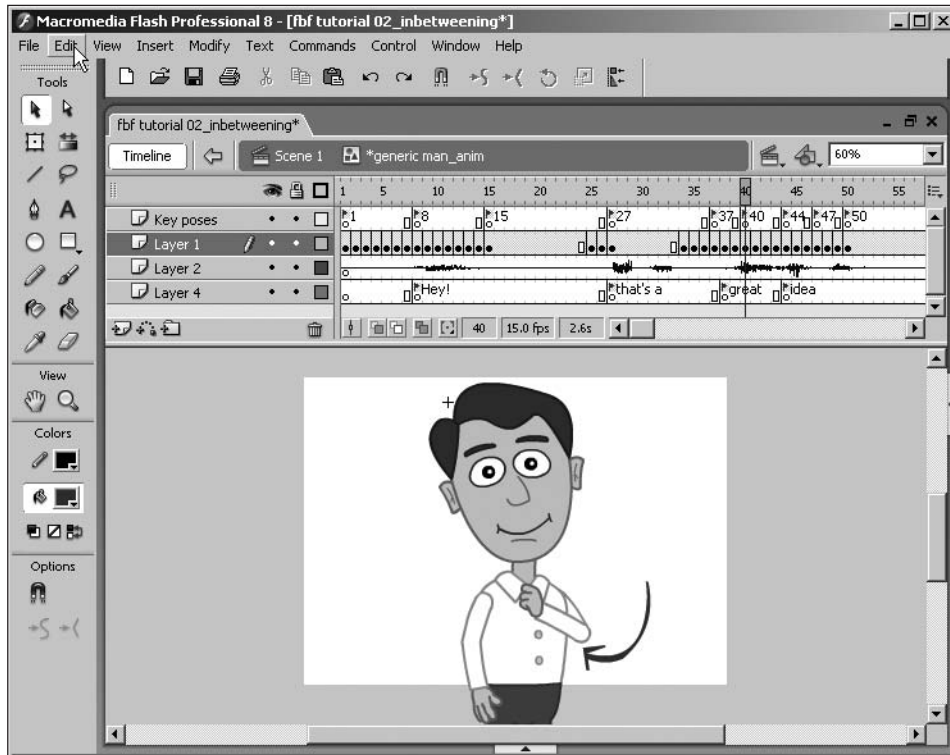 Macromedia Flash Professional 8 - [fbf tutorial 02_inbetweening*]
File Edit View Insert Modify Text Commands Control Window Help
Tools
fbf tutorial 02_inbetweening*
Timeline Scene 1 *generic man_anim 60%
1 5 10 15 20 25 30 35 40 45 50 55
Key poses 1 8 15 27 37 40 44 47 50
Layer 1
Layer 2
Layer 4 Hey! that's a great idea
40 15.0 fps 2.6s
View
Colors
Options